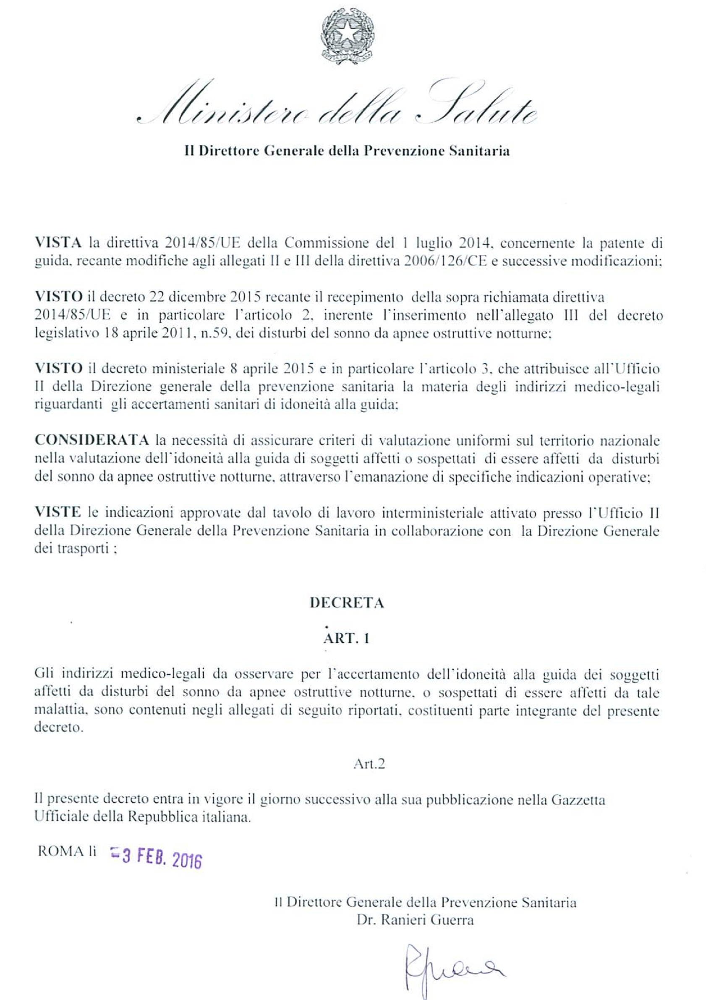 REPVBBLICA ITALIANA
Ministero della Salute
Il Direttore Generale della Prevenzione Sanitaria
VISTA la direttiva 2014/85/UE della Commissione del 1 luglio 2014, concernente la patente di
guida, recante modifiche agli allegati II e III della direttiva 2006/126/CE e successive modificazioni;
VISTO il decreto 22 dicembre 2015 recante il recepimento della sopra richiamata direttiva
2014/85/UE e in particolare l'articolo 2, inerente l'inserimento nell'allegato III del decreto
legislativo 18 aprile 2011, n.59, dei disturbi del sonno da apnee ostruttive notturne;
VISTO il decreto ministeriale 8 aprile 2015 e in particolare l'articolo 3, che attribuisce all'Ufficio
II della Direzione generale della prevenzione sanitaria la materia degli indirizzi medico-legali
riguardanti gli accertamenti sanitari di idoneità alla guida;
CONSIDERATA la necessità di assicurare criteri di valutazione uniformi sul territorio nazionale
nella valutazione dell'idoneità alla guida di soggetti affetti o sospettati di essere affetti da disturbi
del sonno da apnee ostruttive notturne, attraverso l'emanazione di specifiche indicazioni operative;
VISTE le indicazioni approvate dal tavolo di lavoro interministeriale attivato presso l'Ufficio II
della Direzione Generale della Prevenzione Sanitaria in collaborazione con la Direzione Generale
dei trasporti ;
DECRETA
ART. 1
Gli indirizzi medico-legali da osservare per l'accertamento dell'idoneità alla guida dei soggetti
affetti da disturbi del sonno da apnee ostruttive notturne, o sospettati di essere affetti da tale
malattia, sono contenuti negli allegati di seguito riportati, costituenti parte integrante del presente
decreto.
Art.2
Il presente decreto entra in vigore il giorno successivo alla sua pubblicazione nella Gazzetta
Ufficiale della Repubblica italiana.
ROMA lì -3 FEB. 2016
Il Direttore Generale della Prevenzione Sanitaria
Dr. Ranieri Guerra